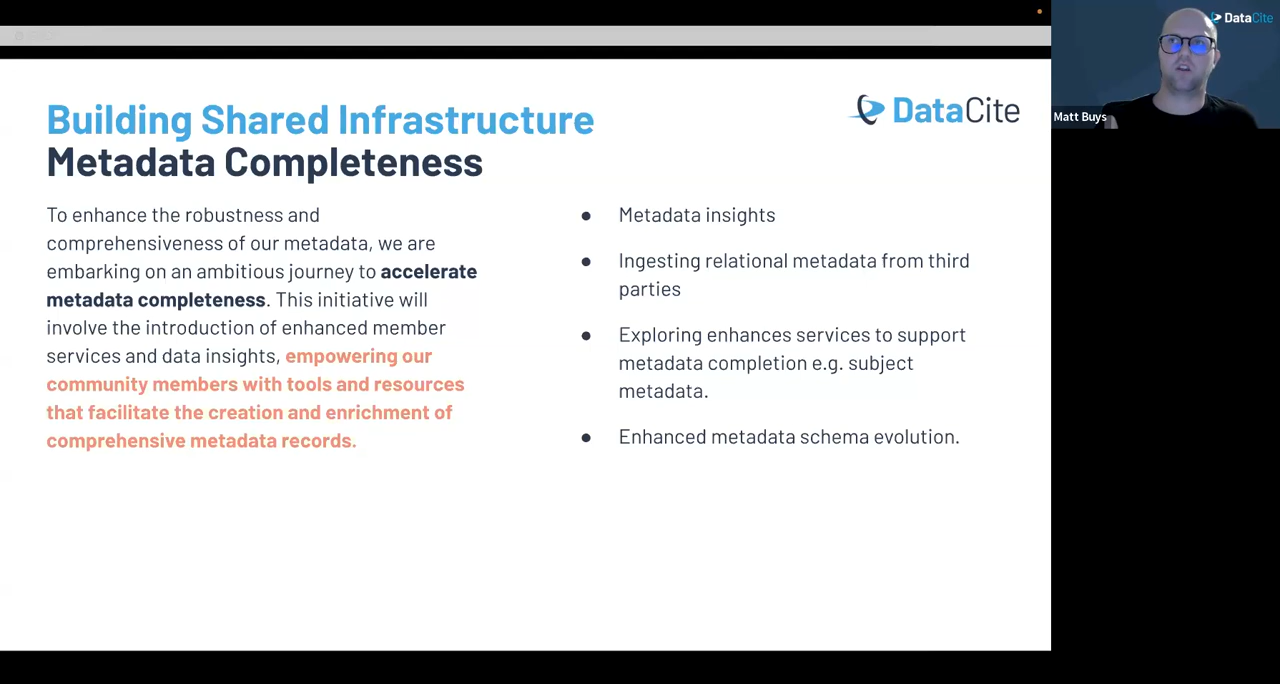 DataCite
Matt Buys
Building Shared Infrastructure
Metadata Completeness
DataCite
To enhance the robustness and
comprehensiveness of our metadata, we are
embarking on an ambitious journey to accelerate
metadata completeness. This initiative will
involve the introduction of enhanced member
services and data insights, empowering our
community members with tools and resources
that facilitate the creation and enrichment of
comprehensive metadata records.
● Metadata insights
● Ingesting relational metadata from third
parties
● Exploring enhances services to support
metadata completion e.g. subject
metadata.
● Enhanced metadata schema evolution.